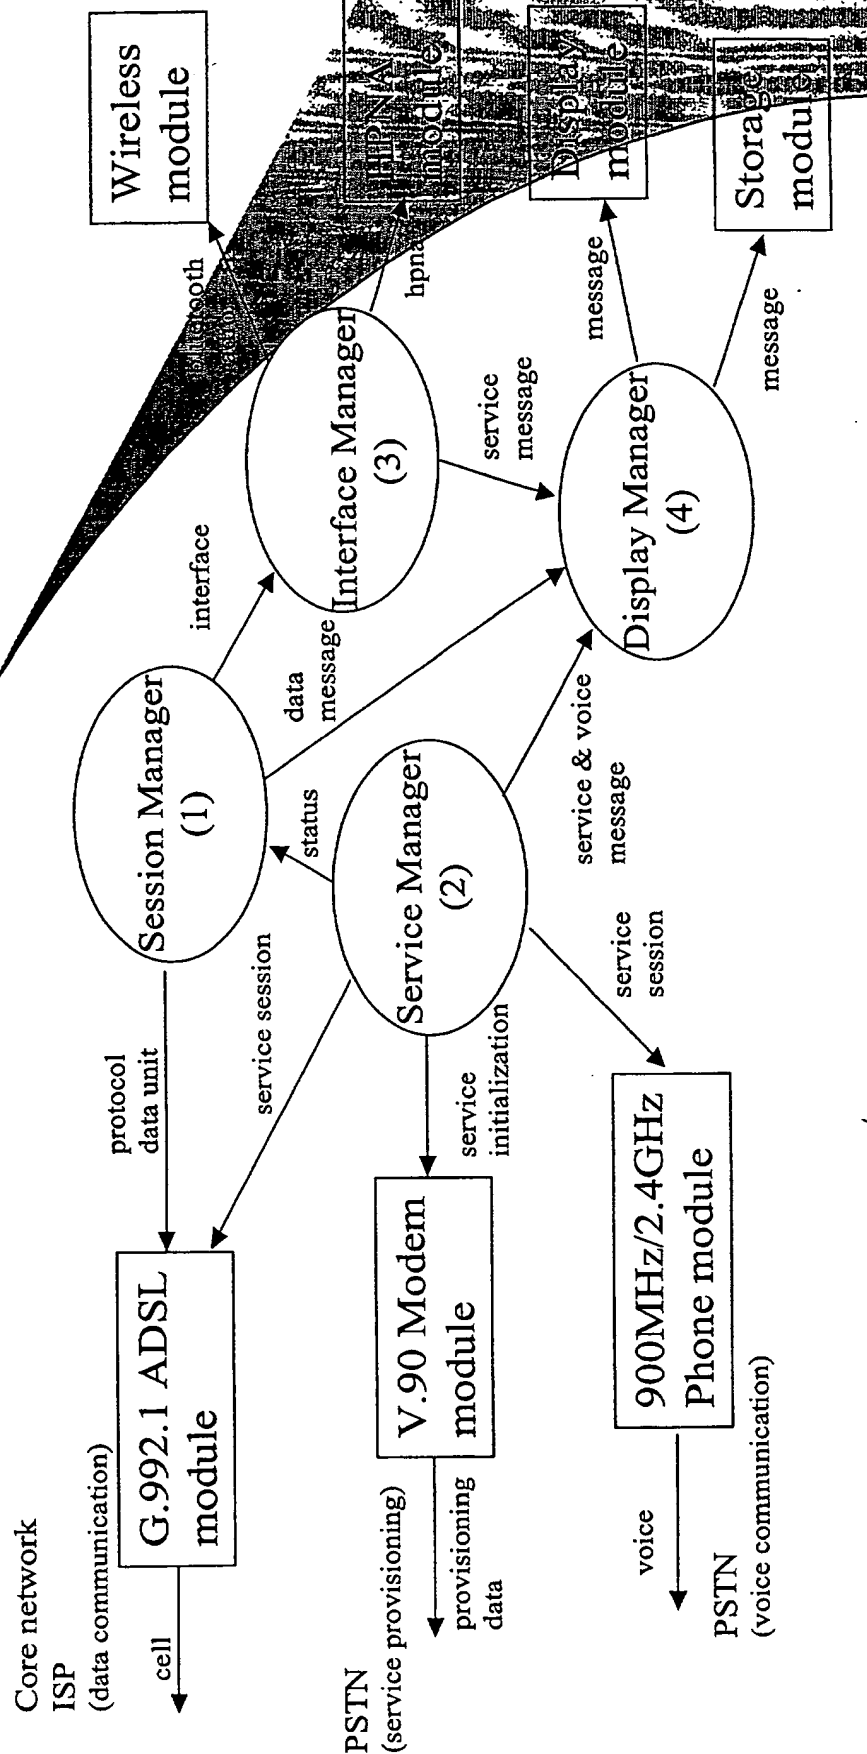 Core network
ISP
(data communication)
cell
G.992.1 ADSL
module
protocol
data unit
Session Manager
(1)
interface
Wireless
module
service session
status
data
message
Interface Manager
(3)
hpna
HPNA
module
PSTN
(service provisioning)
provisioning
data
V.90 Modem
module
service
initialization
Service Manager
(2)
service
message
message
Display
module
service & voice
message
Display Manager
(4)
message
Storage
module
voice
PSTN
(voice communication)
900MHz/2.4GHz
Phone module
service
session